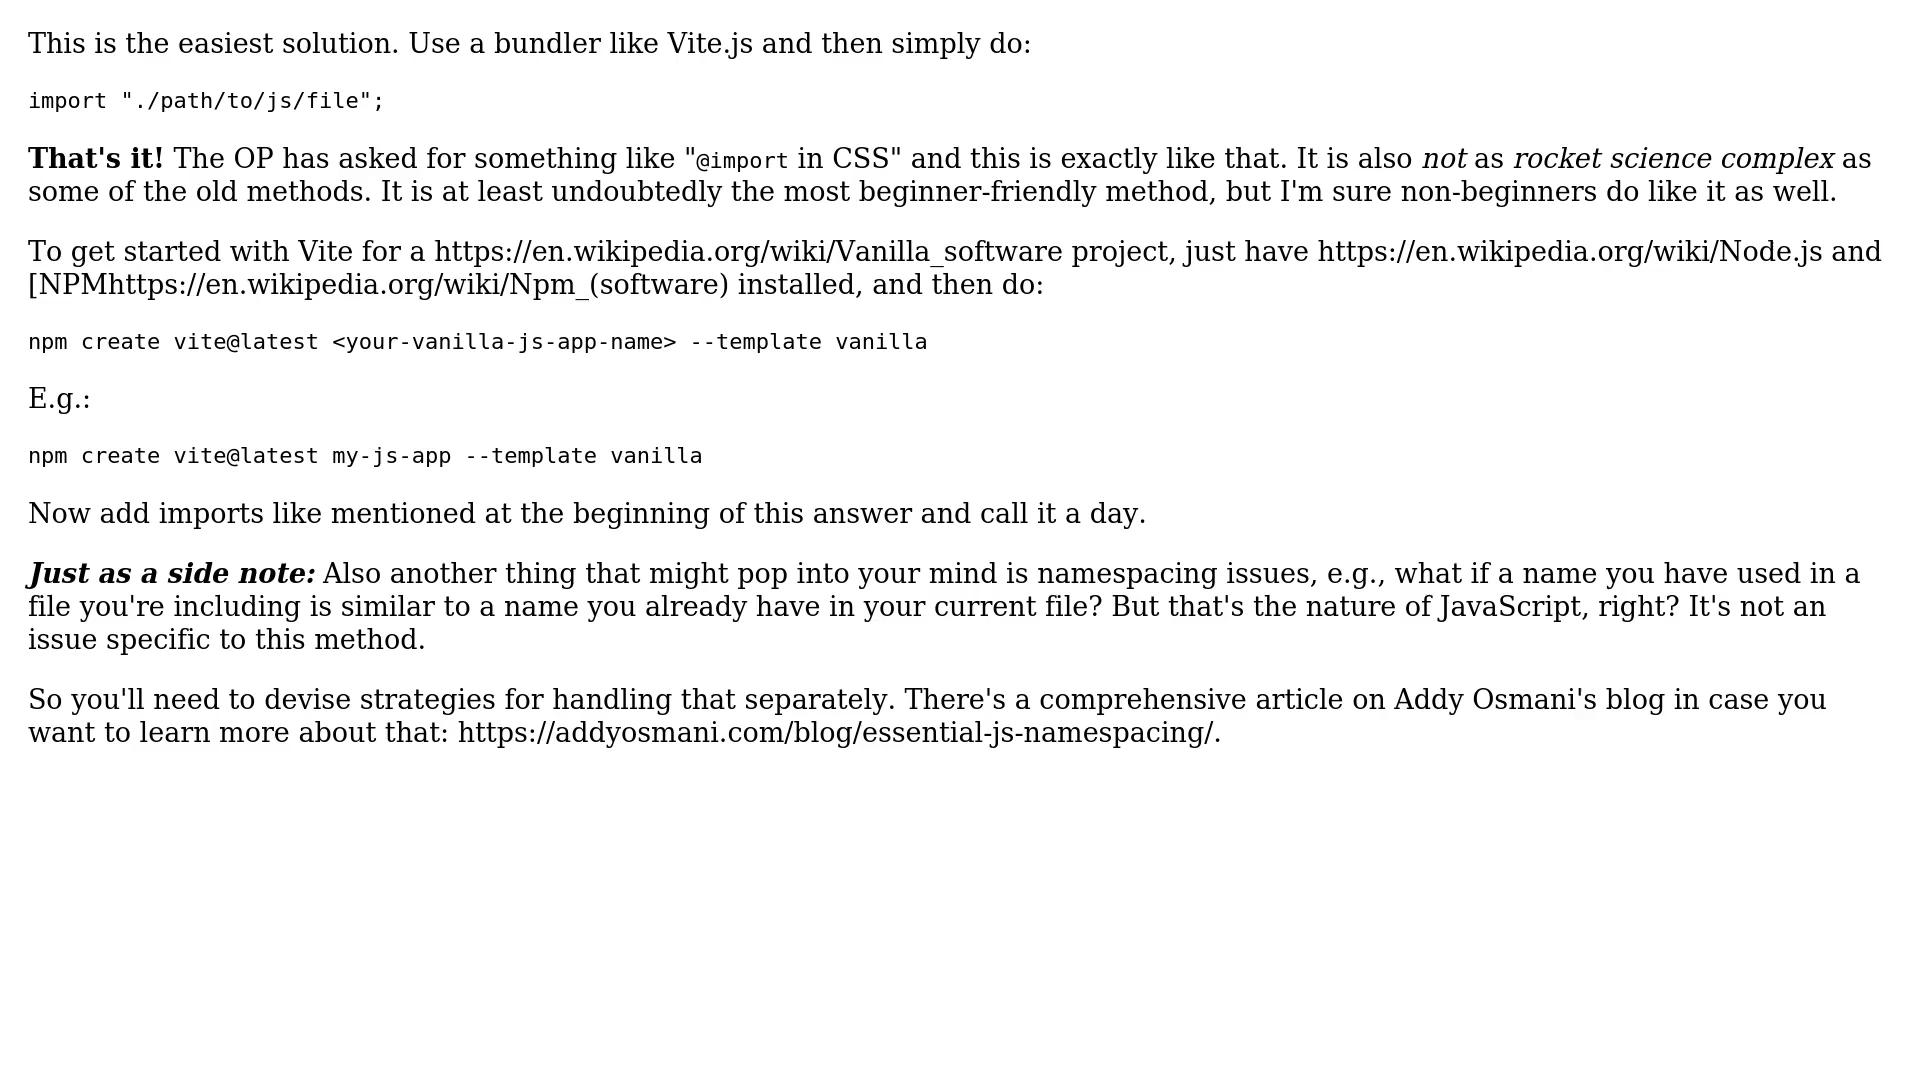 This is the easiest solution. Use a bundler like Vite.js and then simply do:
import "./path/to/js/file";
That's it! The OP has asked for something like "@import in CSS" and this is exactly like that. It is also not as rocket science complex as
some of the old methods. It is at least undoubtedly the most beginner-friendly method, but I'm sure non-beginners do like it as well.
To get started with Vite for a https://en.wikipedia.org/wiki/Vanilla_software project, just have https://en.wikipedia.org/wiki/Node.js and
[NPMhttps://en.wikipedia.org/wiki/Npm_(software) installed, and then do:
npm create vite@latest <your-vanilla-js-app-name> --template vanilla
E.g.:
npm create vite@latest my-js-app --template vanilla
Now add imports like mentioned at the beginning of this answer and call it a day.
Just as a side note: Also another thing that might pop into your mind is namespacing issues, e.g., what if a name you have used in a
file you're including is similar to a name you already have in your current file? But that's the nature of JavaScript, right? It's not an
issue specific to this method.
So you'll need to devise strategies for handling that separately. There's a comprehensive article on Addy Osmani's blog in case you
want to learn more about that: https://addyosmani.com/blog/essential-js-namespacing/.